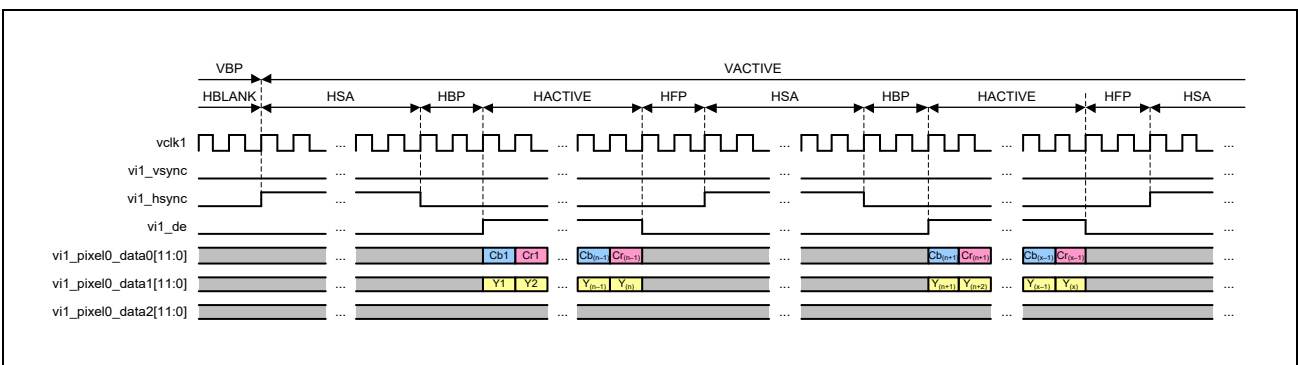 VBP VACTIVE
HBLANK HSA HBP HACTIVE HFP HSA HBP HACTIVE HFP HSA
vclk1 ... ... ... ... ...
vi1_vsync ... ... ... ... ...
vi1_hsync ... ... ... ... ...
vi1_de ... ... ... ... ...
vi1_pixel0_data0[11:0] ... Cb1 Cr1 ... Cb(n–1) Cr(n–1) ... Cb(n+1) Cr(n+1) ... Cb(x–1) Cr(x–1) ...
vi1_pixel0_data1[11:0] ... Y1 Y2 ... Y(n–1) Y(n) ... Y(n+1) Y(n+2) ... Y(x–1) Y(x) ...
vi1_pixel0_data2[11:0] ... ... ... ... ...